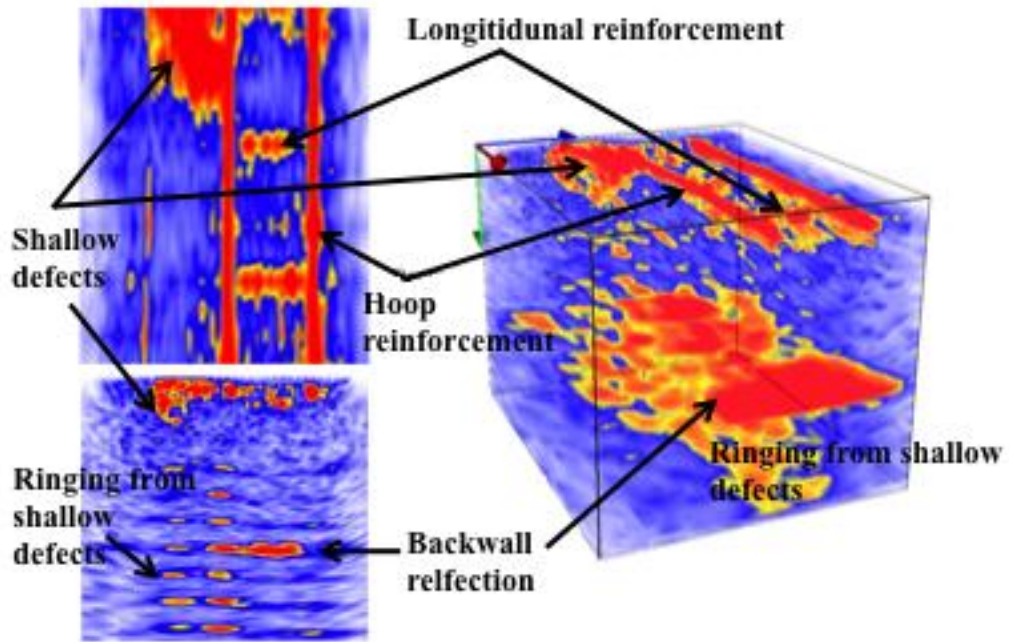 Longitidunal reinforcement
Shallow
defects
Hoop
reinforcement
Ringing from
shallow
defects
Ringing from shallow
defects
Backwall
relfection